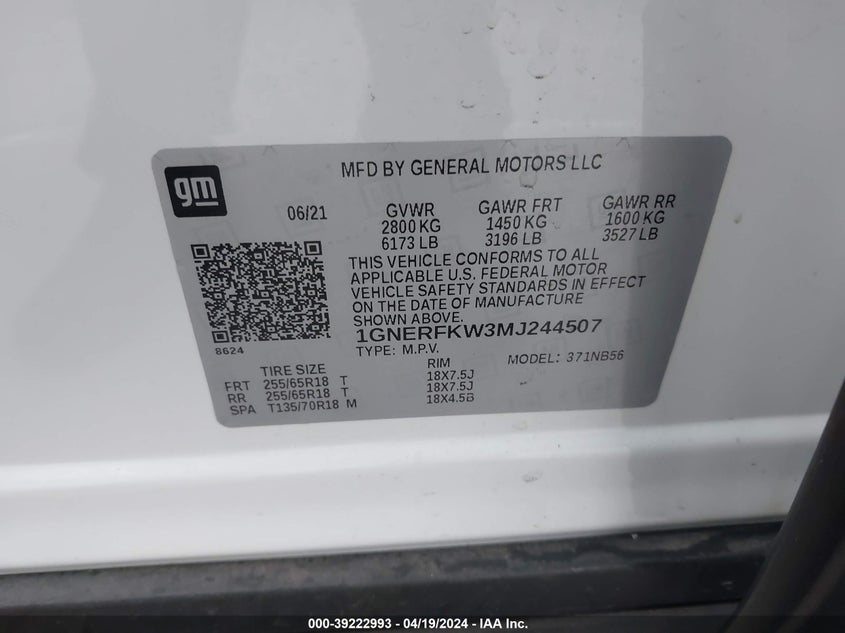 gm
MFD BY GENERAL MOTORS LLC
06/21
GVWR
2800 KG
6173 LB
GAWR FRT
1450 KG
3196 LB
GAWR RR
1600 KG
3527 LB
THIS VEHICLE CONFORMS TO ALL
APPLICABLE U.S. FEDERAL MOTOR
VEHICLE SAFETY STANDARDS IN EFFECT
ON THE DATE OF MANUFACTURE
SHOWN ABOVE.
1GNERFKW3MJ244507
8624
TYPE: M.P.V.
MODEL: 371NB56
TIRE SIZE
RIM
FRT 255/65R18 T 18X7.5J
RR 255/65R18 T 18X7.5J
SPA T135/70R18 M 18X4.5B
000-39222993 - 04/19/2024 - IAA Inc.